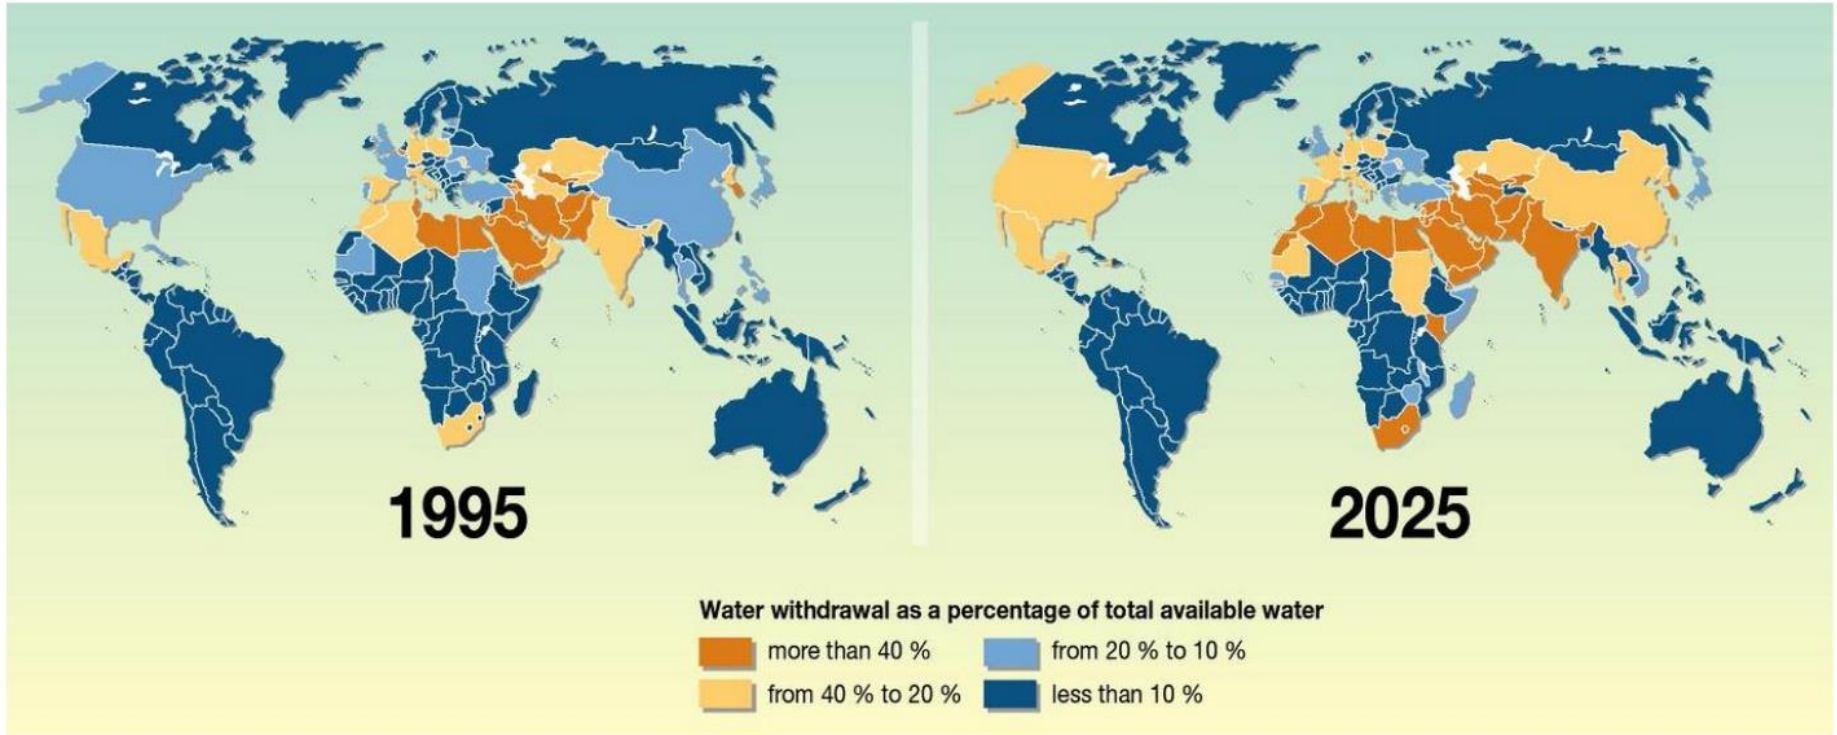 1995
2025
Water withdrawal as a percentage of total available water
more than 40 %
from 20 % to 10 %
from 40 % to 20 %
less than 10 %